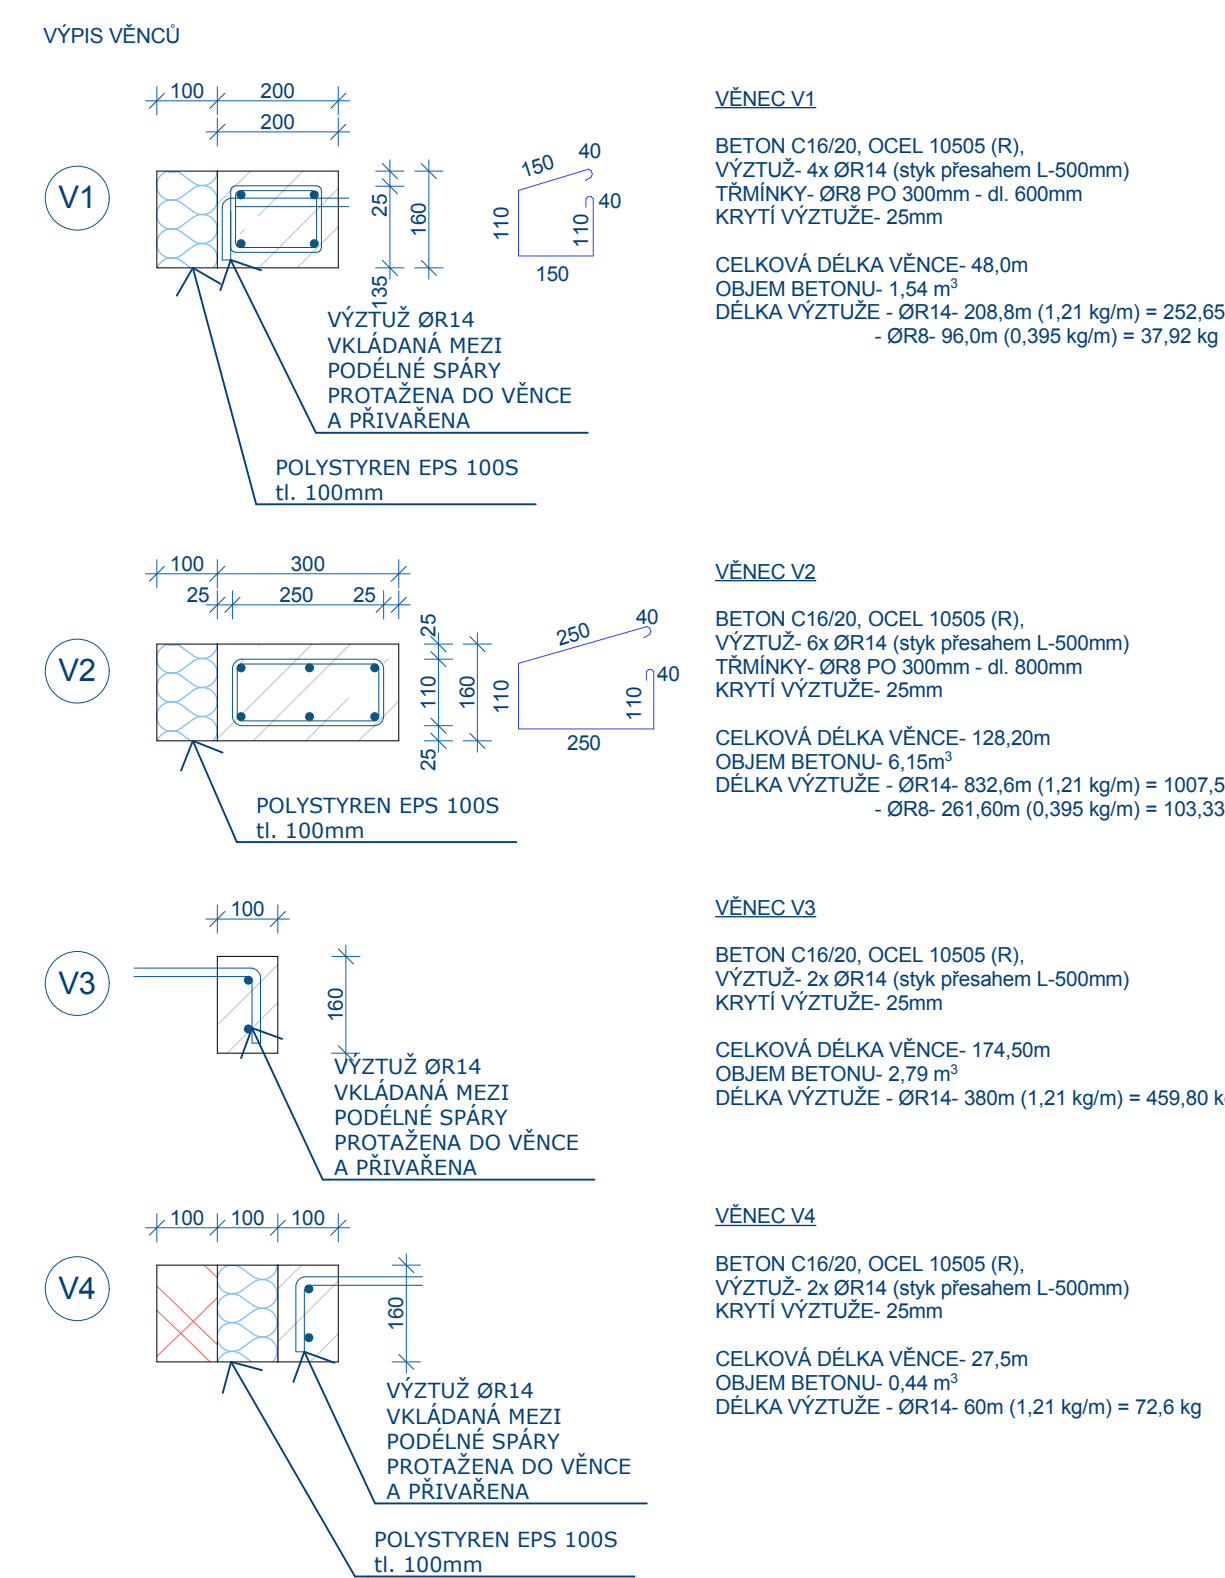 VÝPIS VĚNCŮ
100 200
200
V1
25
160
135
150 40
40
110
110
150
VÝZTUŽ ØR14
VKLÁDANÁ MEZI
PODÉLNÉ SPÁRY
PROTAŽENA DO VĚNCE
A PŘIVAŘENA
POLYSTYREN EPS 100S
tl. 100mm
VĚNEC V1
BETON C16/20, OCEL 10505 (R),
VÝZTUŽ- 4x ØR14 (styk přesahem L-500mm)
TŘMÍNKY- ØR8 PO 300mm - dl. 600mm
KRYTÍ VÝZTUŽE- 25mm
CELKOVÁ DÉLKA VĚNCE- 48,0m
OBJEM BETONU- 1,54 m³
DÉLKA VÝZTUŽE - ØR14- 208,8m (1,21 kg/m) = 252,65
- ØR8- 96,0m (0,395 kg/m) = 37,92 kg
100 300
25 250 25
V2
25
110
160
25
250 40
40
110
110
250
POLYSTYREN EPS 100S
tl. 100mm
VĚNEC V2
BETON C16/20, OCEL 10505 (R),
VÝZTUŽ- 6x ØR14 (styk přesahem L-500mm)
TŘMÍNKY- ØR8 PO 300mm - dl. 800mm
KRYTÍ VÝZTUŽE- 25mm
CELKOVÁ DÉLKA VĚNCE- 128,20m
OBJEM BETONU- 6,15m³
DÉLKA VÝZTUŽE - ØR14- 832,6m (1,21 kg/m) = 1007,5
- ØR8- 261,60m (0,395 kg/m) = 103,33
100
V3
160
VÝZTUŽ ØR14
VKLÁDANÁ MEZI
PODÉLNÉ SPÁRY
PROTAŽENA DO VĚNCE
A PŘIVAŘENA
VĚNEC V3
BETON C16/20, OCEL 10505 (R),
VÝZTUŽ- 2x ØR14 (styk přesahem L-500mm)
KRYTÍ VÝZTUŽE- 25mm
CELKOVÁ DÉLKA VĚNCE- 174,50m
OBJEM BETONU- 2,79 m³
DÉLKA VÝZTUŽE - ØR14- 380m (1,21 kg/m) = 459,80
100 100 100
V4
160
VÝZTUŽ ØR14
VKLÁDANÁ MEZI
PODÉLNÉ SPÁRY
PROTAŽENA DO VĚNCE
A PŘIVAŘENA
POLYSTYREN EPS 100S
tl. 100mm
VĚNEC V4
BETON C16/20, OCEL 10505 (R),
VÝZTUŽ- 2x ØR14 (styk přesahem L-500mm)
KRYTÍ VÝZTUŽE- 25mm
CELKOVÁ DÉLKA VĚNCE- 27,5m
OBJEM BETONU- 0,44 m³
DÉLKA VÝZTUŽE - ØR14- 60m (1,21 kg/m) = 72,6 kg